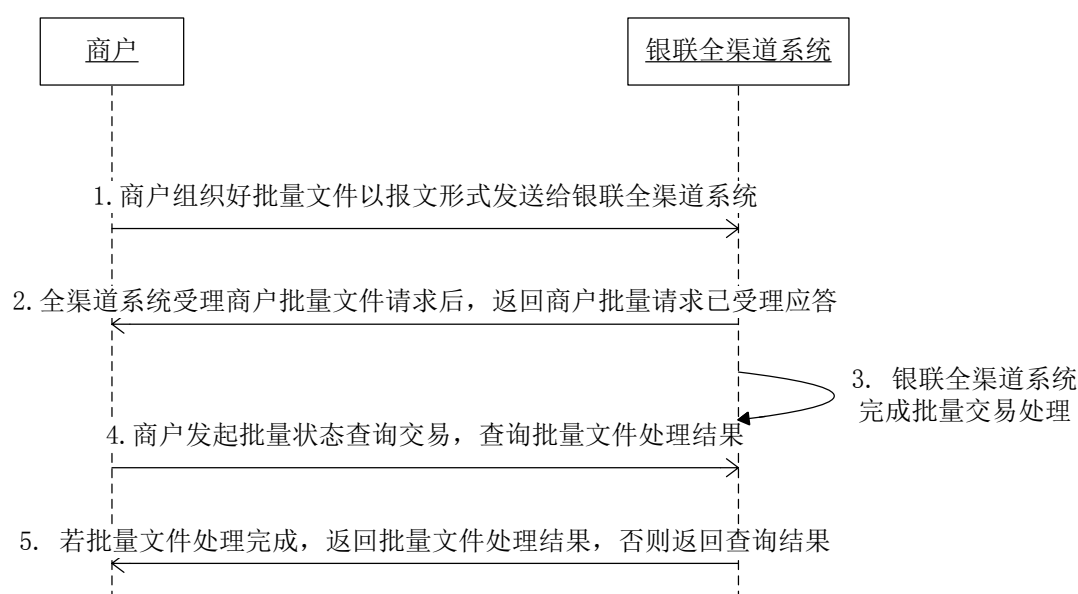 商户
银联全渠道系统
1.商户组织好批量文件以报文形式发送给银联全渠道系统
2.全渠道系统受理商户批量文件请求后，返回商户批量请求已受理应答
3. 银联全渠道系统
完成批量交易处理
4.商户发起批量状态查询交易，查询批量文件处理结果
5. 若批量文件处理完成，返回批量文件处理结果，否则返回查询结果